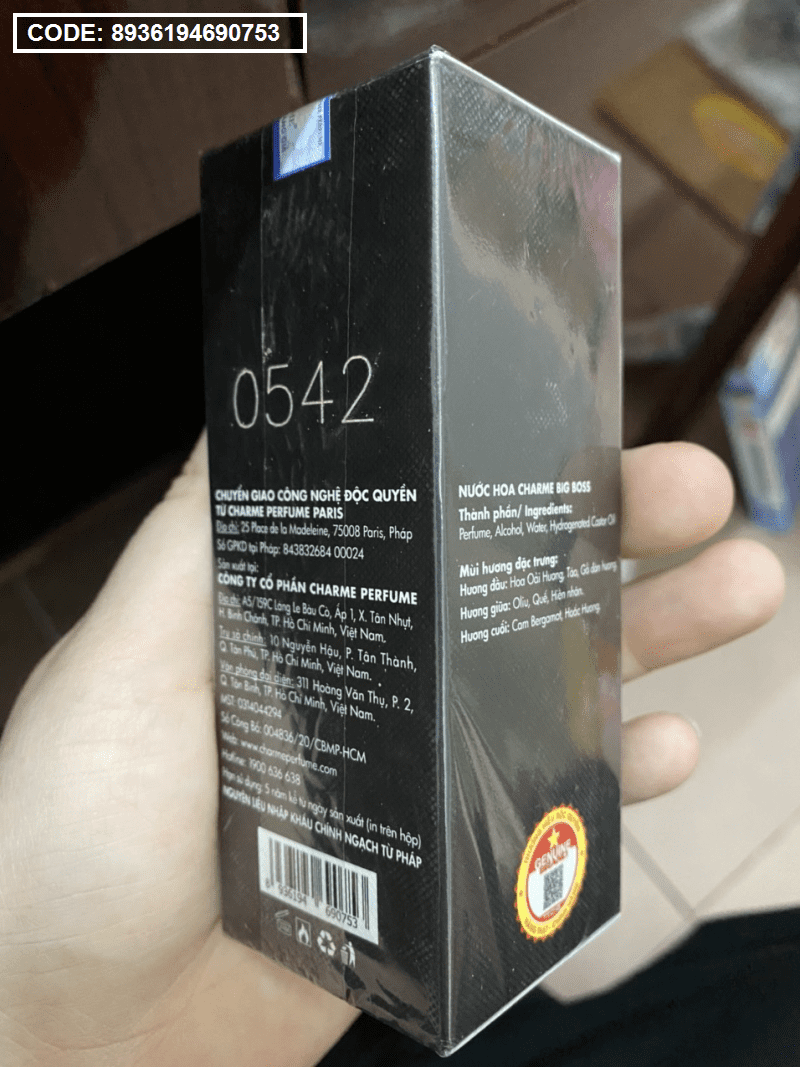 CODE: 8936194690753
0542
CHUYỂN GIAO CÔNG NGHỆ ĐỘC QUYỀN
TỪ CHARME PERFUME PARIS
Địa chỉ: 25 Place de la Madeleine, 75008 Paris, Pháp
Số GPKD tại Pháp: 843832684 00024
Sản xuất tại:
CÔNG TY CỔ PHẦN CHARME PERFUME
Địa chỉ: A5/159C Láng Le Bàu Cò, Ấp 1, X. Tân Nhựt,
H. Bình Chánh, TP. Hồ Chí Minh, Việt Nam.
Trụ sở chính: 10 Nguyễn Hậu, P. Tân Thành,
Q. Tân Phú, TP. Hồ Chí Minh, Việt Nam.
Văn phòng đại diện: 311 Hoàng Văn Thụ, P. 2,
Q. Tân Bình, TP. Hồ Chí Minh, Việt Nam.
MST: 0314044294
Số Công Bố: 004836/20/CBMP-HCM
Web: www.charmeperfume.com
Hotline: 1900 636 638
Hạn sử dụng: 5 năm kể từ ngày sản xuất (in trên hộp)
NGUYÊN LIỆU NHẬP KHẨU CHÍNH NGẠCH TỪ PHÁP
8 936194 690753
NƯỚC HOA CHARME BIG BOSS
Thành phần/ Ingredients:
Perfume, Alcohol, Water, Hydrogenated Castor Oil
Mùi hương đặc trưng:
Hương đầu: Hoa Oải Hương, Táo, Gỗ đàn hương,
Hương giữa: Oliu, Quế, Hiện nhân.
Hương cuối: Cam Bergamot, Hoắc Hương.
GENUINE